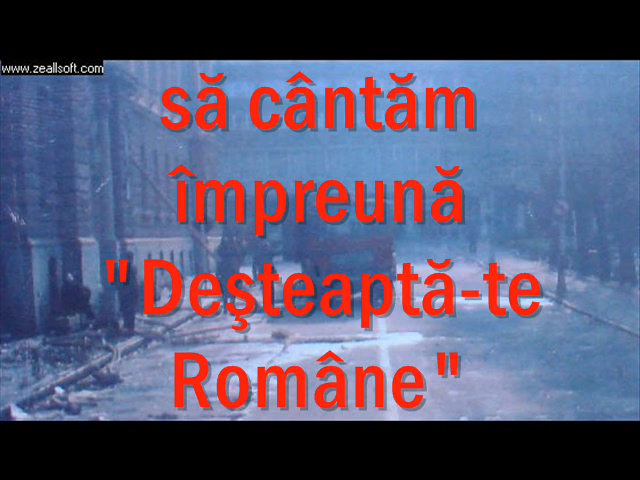 www.zeallsoft.com
să cântăm
împreună
"Deşteaptă-te
Române"